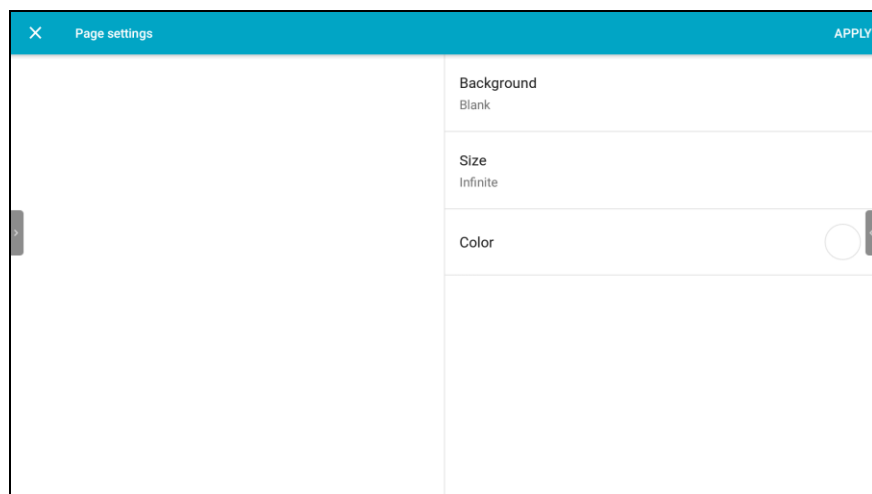 Page settings
APPLY
Background
Blank
Size
Infinite
Color